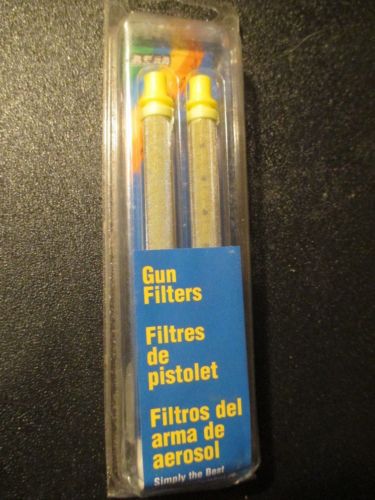 Gun
Filters
Filtres
de
pistolet
Filtros del
arma de
aerosol
Simply the Best